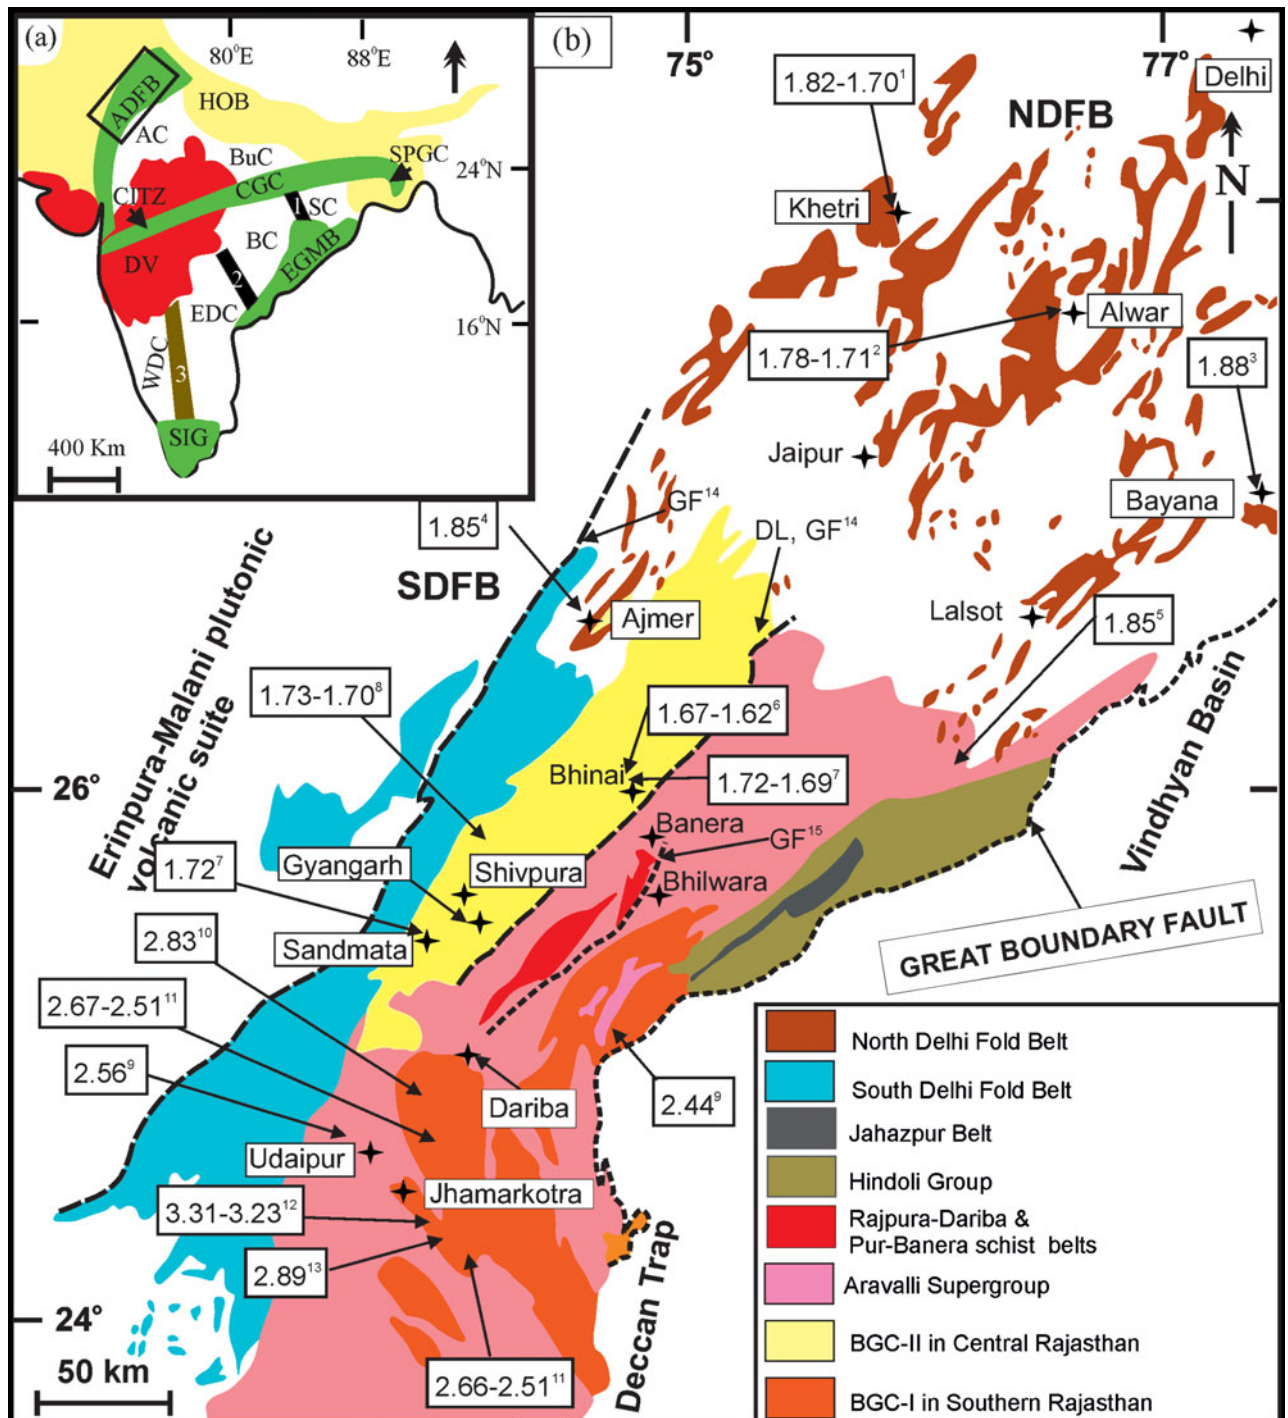 (a)
80°E
88°E
ADFB
HOB
AC
BuC
SPGC
24°N
CITZ
CGC
1
SC
DV
BC
EGMB
2
EDC
16°N
WDC
3
SIG
400 Km
(b)
75°
77°
Delhi
1.82-1.70¹
NDFB
N
Khetri
Alwar
1.78-1.71²
1.88³
Jaipur
Bayana
GF¹⁴
1.85⁴
DL, GF¹⁴
SDFB
Ajmer
Lalsot
1.85⁵
Erinpura-Malani plutonic
volcanic suite
1.73-1.70⁸
1.67-1.62⁶
Vindhyan Basin
26°
Bhinai
1.72-1.69⁷
Banera
GF¹⁵
1.72⁷
Gyangarh
Shivpura
Bhilwara
2.83¹⁰
Sandmata
GREAT BOUNDARY FAULT
2.67-2.51¹¹
2.56⁹
Dariba
2.44⁹
Udaipur
Jhamarkotra
3.31-3.23¹²
2.89¹³
Deccan Trap
24°
50 km
2.66-2.51¹¹
North Delhi Fold Belt
South Delhi Fold Belt
Jahazpur Belt
Hindoli Group
Rajpura-Dariba &
Pur-Banera schist belts
Aravalli Supergroup
BGC-II in Central Rajasthan
BGC-I in Southern Rajasthan